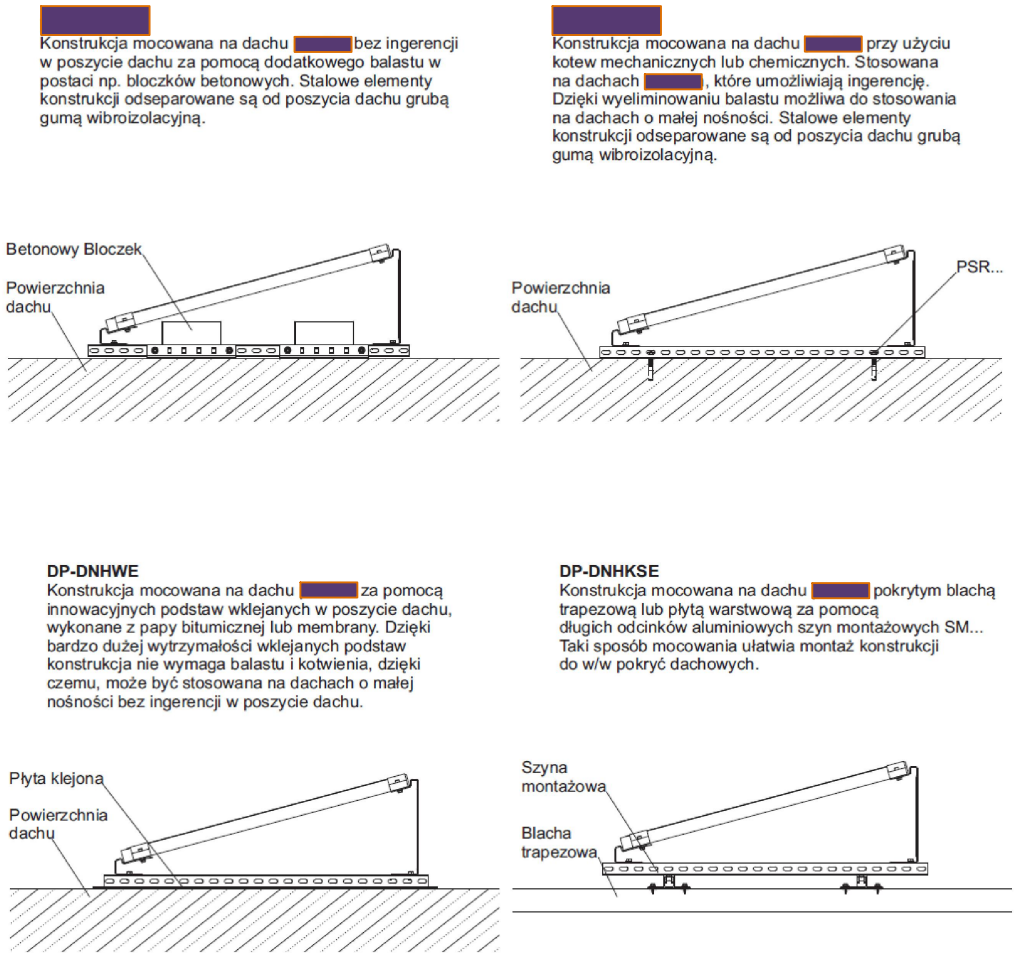 Konstrukcja mocowana na dachu bez ingerencji
w poszycie dachu za pomocą dodatkowego balastu w
postaci np. bloczków betonowych. Stalowe elementy
konstrukcji odseparowane są od poszycia dachu grubą
gumą wibroizolacyjną.
Betonowy Bloczek
Powierzchnia
dachu
Konstrukcja mocowana na dachu przy użyciu
kotew mechanicznych lub chemicznych. Stosowana
na dachach , które umożliwiają ingerencję.
Dzięki wyeliminowaniu balastu możliwa do stosowania
na dachach o małej nośności. Stalowe elementy
konstrukcji odseparowane są od poszycia dachu grubą
gumą wibroizolacyjną.
PSR...
Powierzchnia
dachu
DP-DNHWE
Konstrukcja mocowana na dachu za pomocą
innowacyjnych podstaw wklejanych w poszycie dachu,
wykonane z papy bitumicznej lub membrany. Dzięki
bardzo dużej wytrzymałości wklejanych podstaw
konstrukcja nie wymaga balastu i kotwienia, dzięki
czemu, może być stosowana na dachach o małej
nośności bez ingerencji w poszycie dachu.
Płyta klejona
Powierzchnia
dachu
DP-DNHKSE
Konstrukcja mocowana na dachu pokrytym blachą
trapezową lub płytą warstwową za pomocą
długich odcinków aluminiowych szyn montażowych SM...
Taki sposób mocowania ułatwia montaż konstrukcji
do w/w pokryć dachowych.
Szyna
montażowa
Blacha
trapezowa